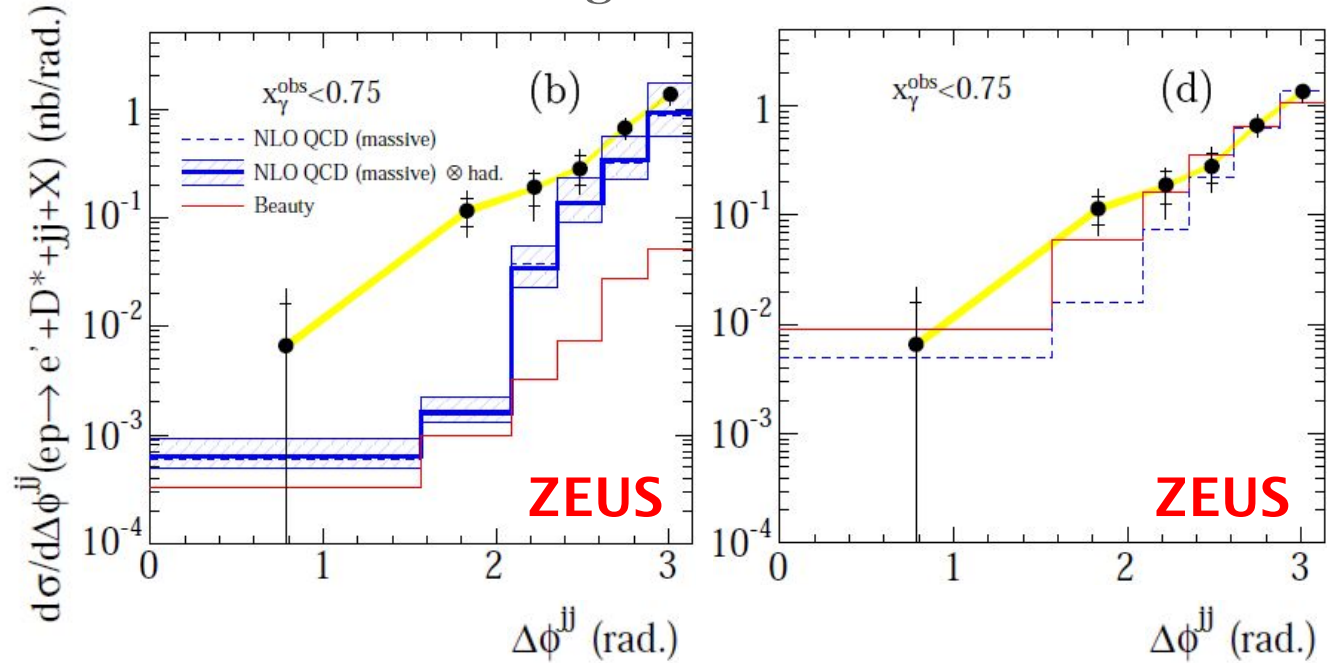 dσ/dΔϕ^jj(ep→ e'+D*+jj+X) (nb/rad.)
x_γ^obs<0.75
(b)
NLO QCD (massive)
NLO QCD (massive) ⊗ had.
Beauty
1
10^-1
10^-2
10^-3
10^-4
0 1 2 3
ZEUS
Δϕ^jj (rad.)
x_γ^obs<0.75
(d)
1
10^-1
10^-2
10^-3
10^-4
0 1 2 3
ZEUS
Δϕ^jj (rad.)